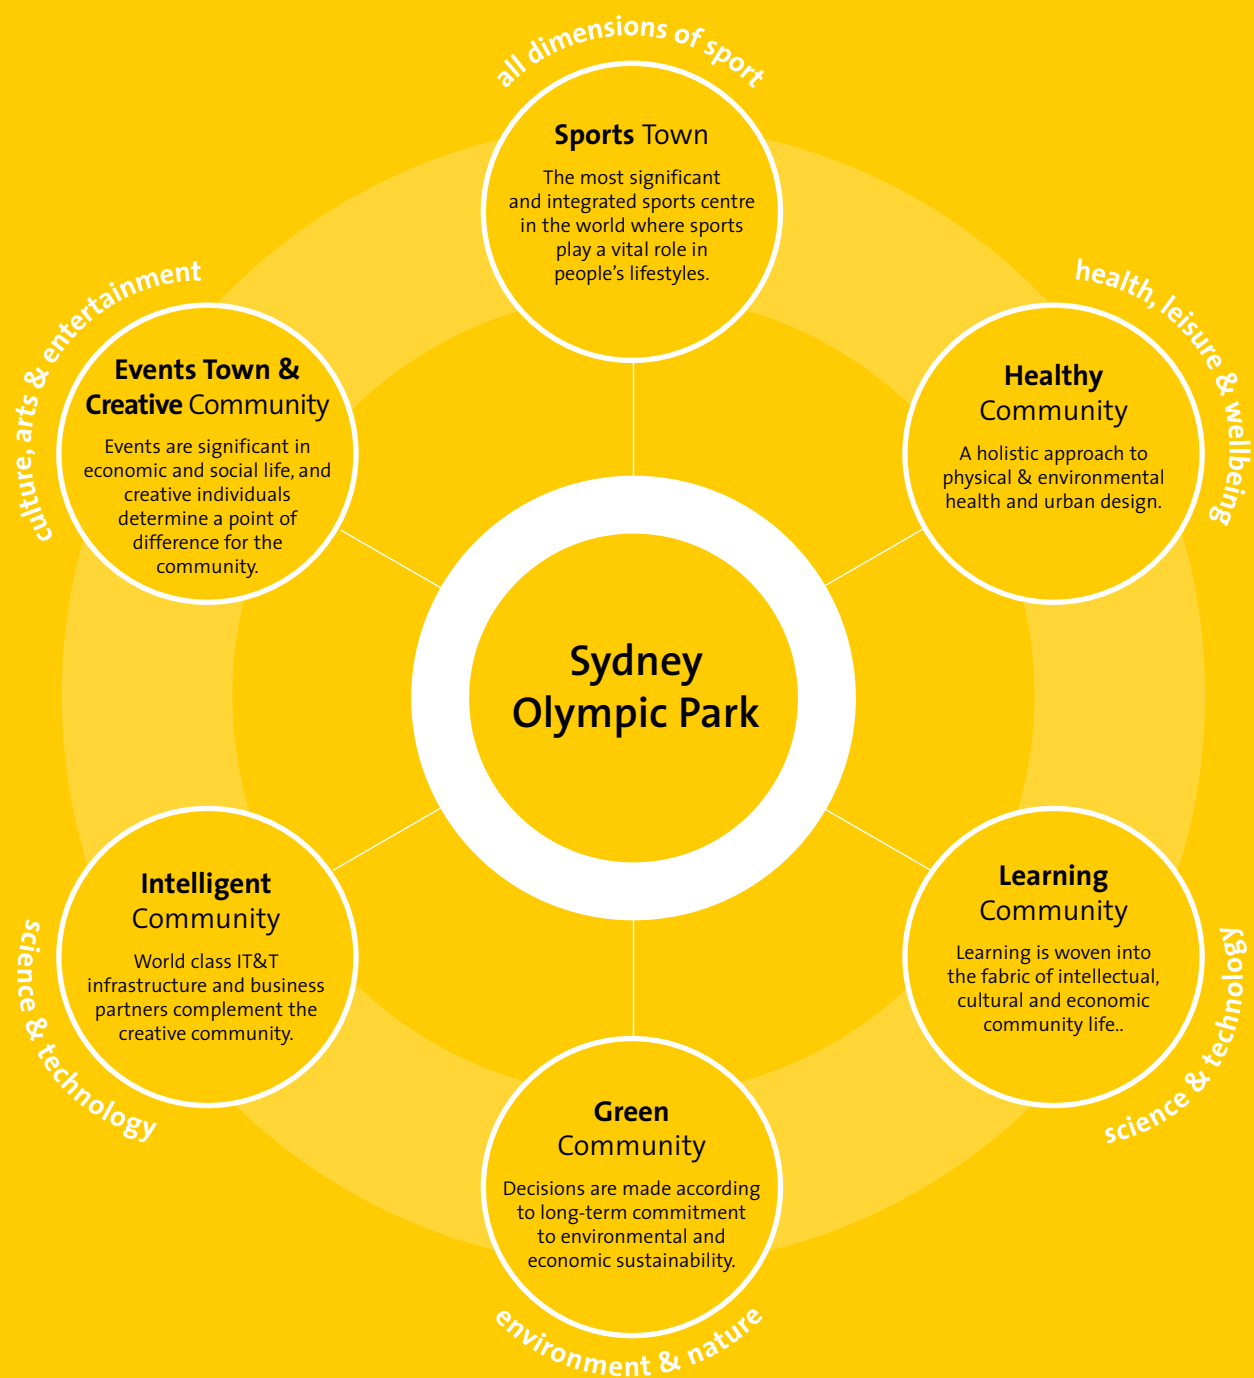 all dimensions of sport
Sports Town
The most significant
and integrated sports centre
in the world where sports
play a vital role in
people's lifestyles.
culture, arts & entertainment
Events Town &
Creative Community
Events are significant in
economic and social life, and
creative individuals
determine a point of
difference for the
community.
health, leisure & wellbeing
Healthy
Community
A holistic approach to
physical & environmental
health and urban design.
Sydney
Olympic Park
science & technology
Intelligent
Community
World class IT&T
infrastructure and business
partners complement the
creative community.
science & technology
Learning
Community
Learning is woven into
the fabric of intellectual,
cultural and economic
community life..
Green
Community
Decisions are made according
to long-term commitment
to environmental and
economic sustainability.
environment & nature